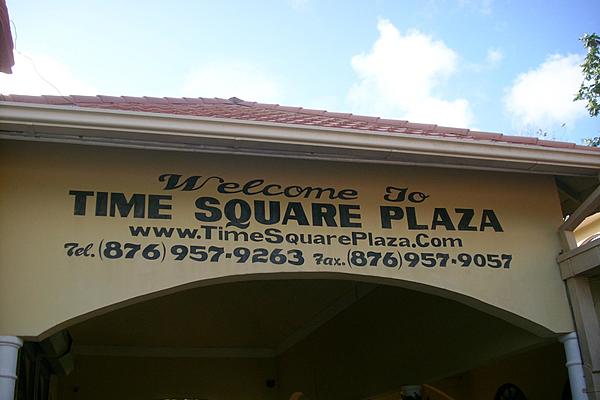 Welcome To
TIME SQUARE PLAZA
www.TimeSquarePlaza.Com
Tel. (876) 957-9263 Fax. (876) 957-9057